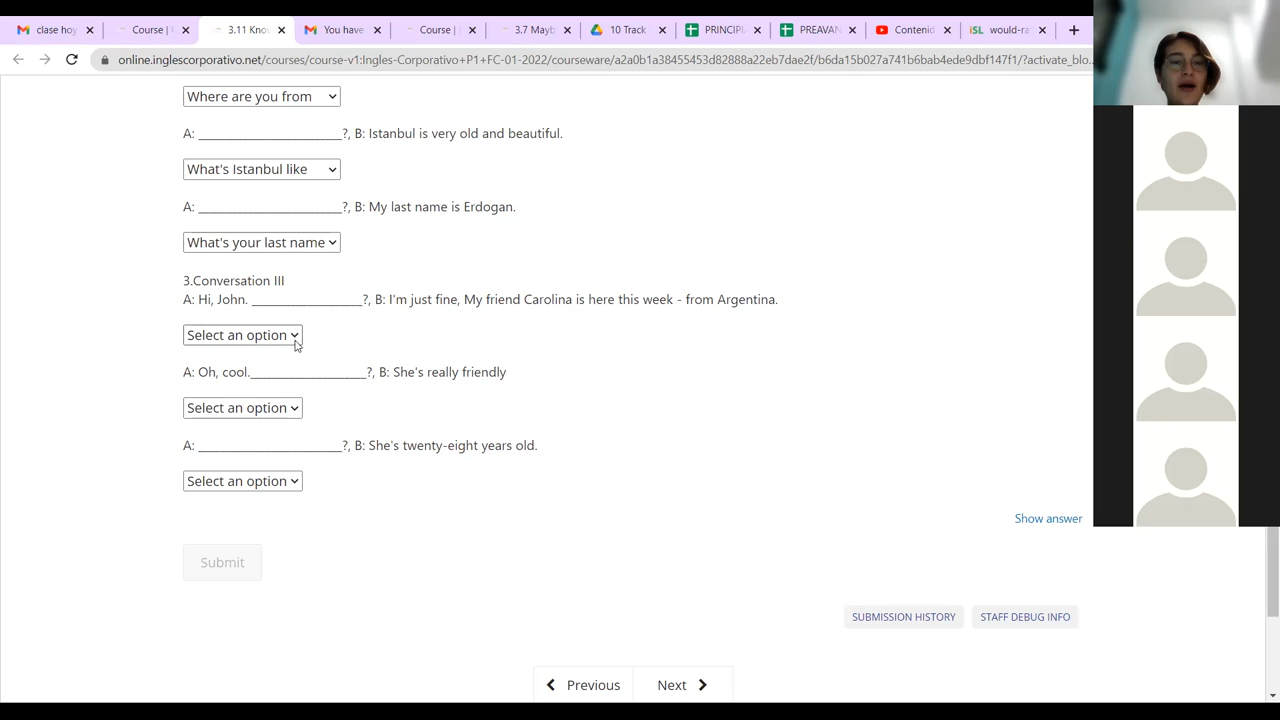 clase hoy
Course |
3.11 Kno
You have
Course |
3.7 Mayb
10 Track
PRINCIPI
PREAVAN
Contenid
would-ra
online.inglescorporativo.net/courses/course-v1:Ingles-Corporativo+P1+FC-01-2022/courseware/a2a0b1a38455453d82888a22eb7dae2f/b6da15b027a741b6bab4ede9dbf147f1/?activate_blo...
Where are you from
A: ________________________?, B: Istanbul is very old and beautiful.
What's Istanbul like
A: ________________________?, B: My last name is Erdogan.
What's your last name
3.Conversation III
A: Hi, John. __________________?, B: I'm just fine, My friend Carolina is here this week - from Argentina.
Select an option
A: Oh, cool.___________________?, B: She's really friendly
Select an option
A: ________________________?, B: She's twenty-eight years old.
Select an option
Show answer
Submit
SUBMISSION HISTORY
STAFF DEBUG INFO
Previous
Next